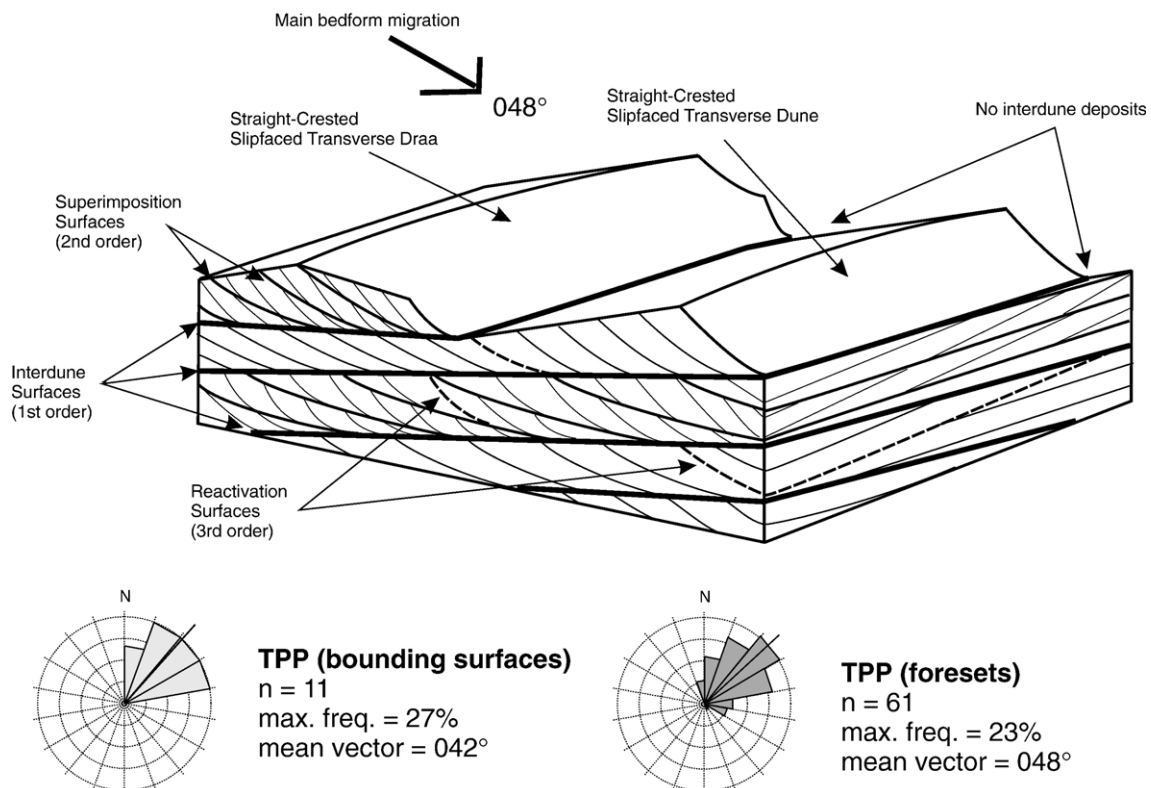 Main bedform migration
048°
Straight-Crested
Slipfaced Transverse Draa
Straight-Crested
Slipfaced Transverse Dune
No interdune deposits
Superimposition
Surfaces
(2nd order)
Interdune
Surfaces
(1st order)
Reactivation
Surfaces
(3rd order)
N
TPP (bounding surfaces)
n = 11
max. freq. = 27%
mean vector = 042°
N
TPP (foresets)
n = 61
max. freq. = 23%
mean vector = 048°